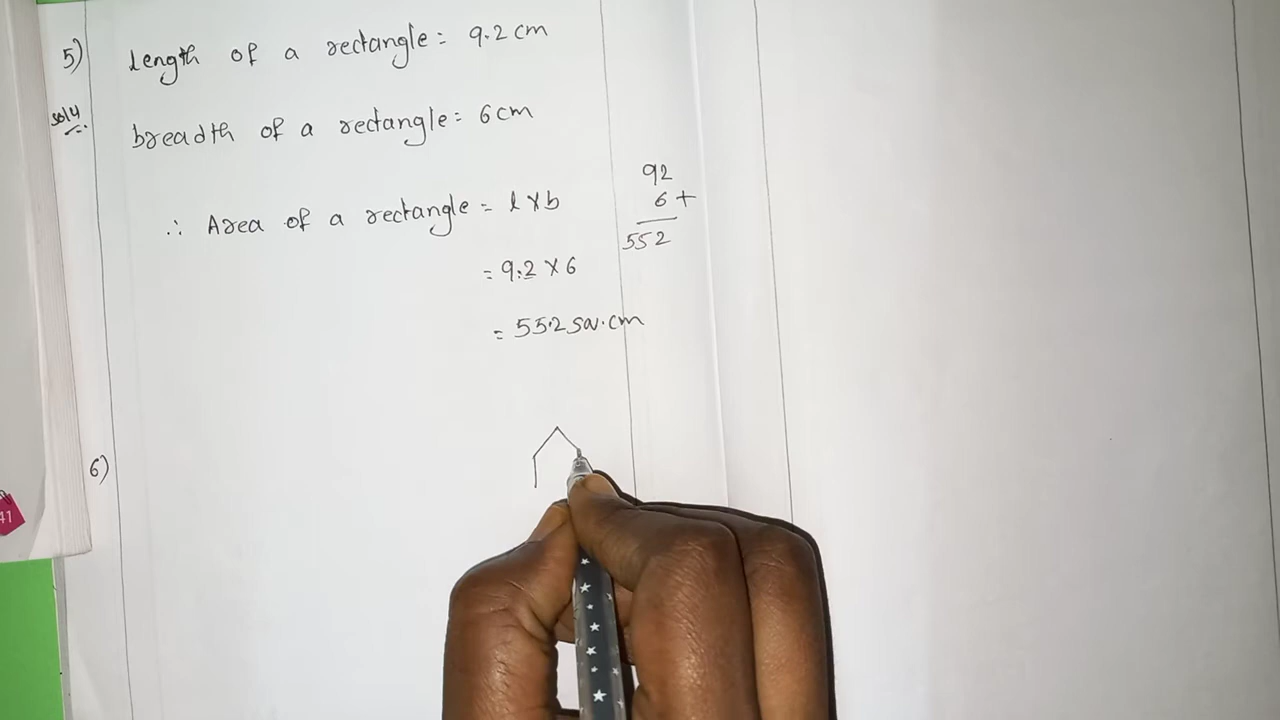 5) Length of a rectangle = 9.2 cm
Soln
breadth of a rectangle = 6 cm
∴ Area of a rectangle = l x b
= 9.2 x 6
= 55.2 sq.cm
92
6 +
552
6)
41